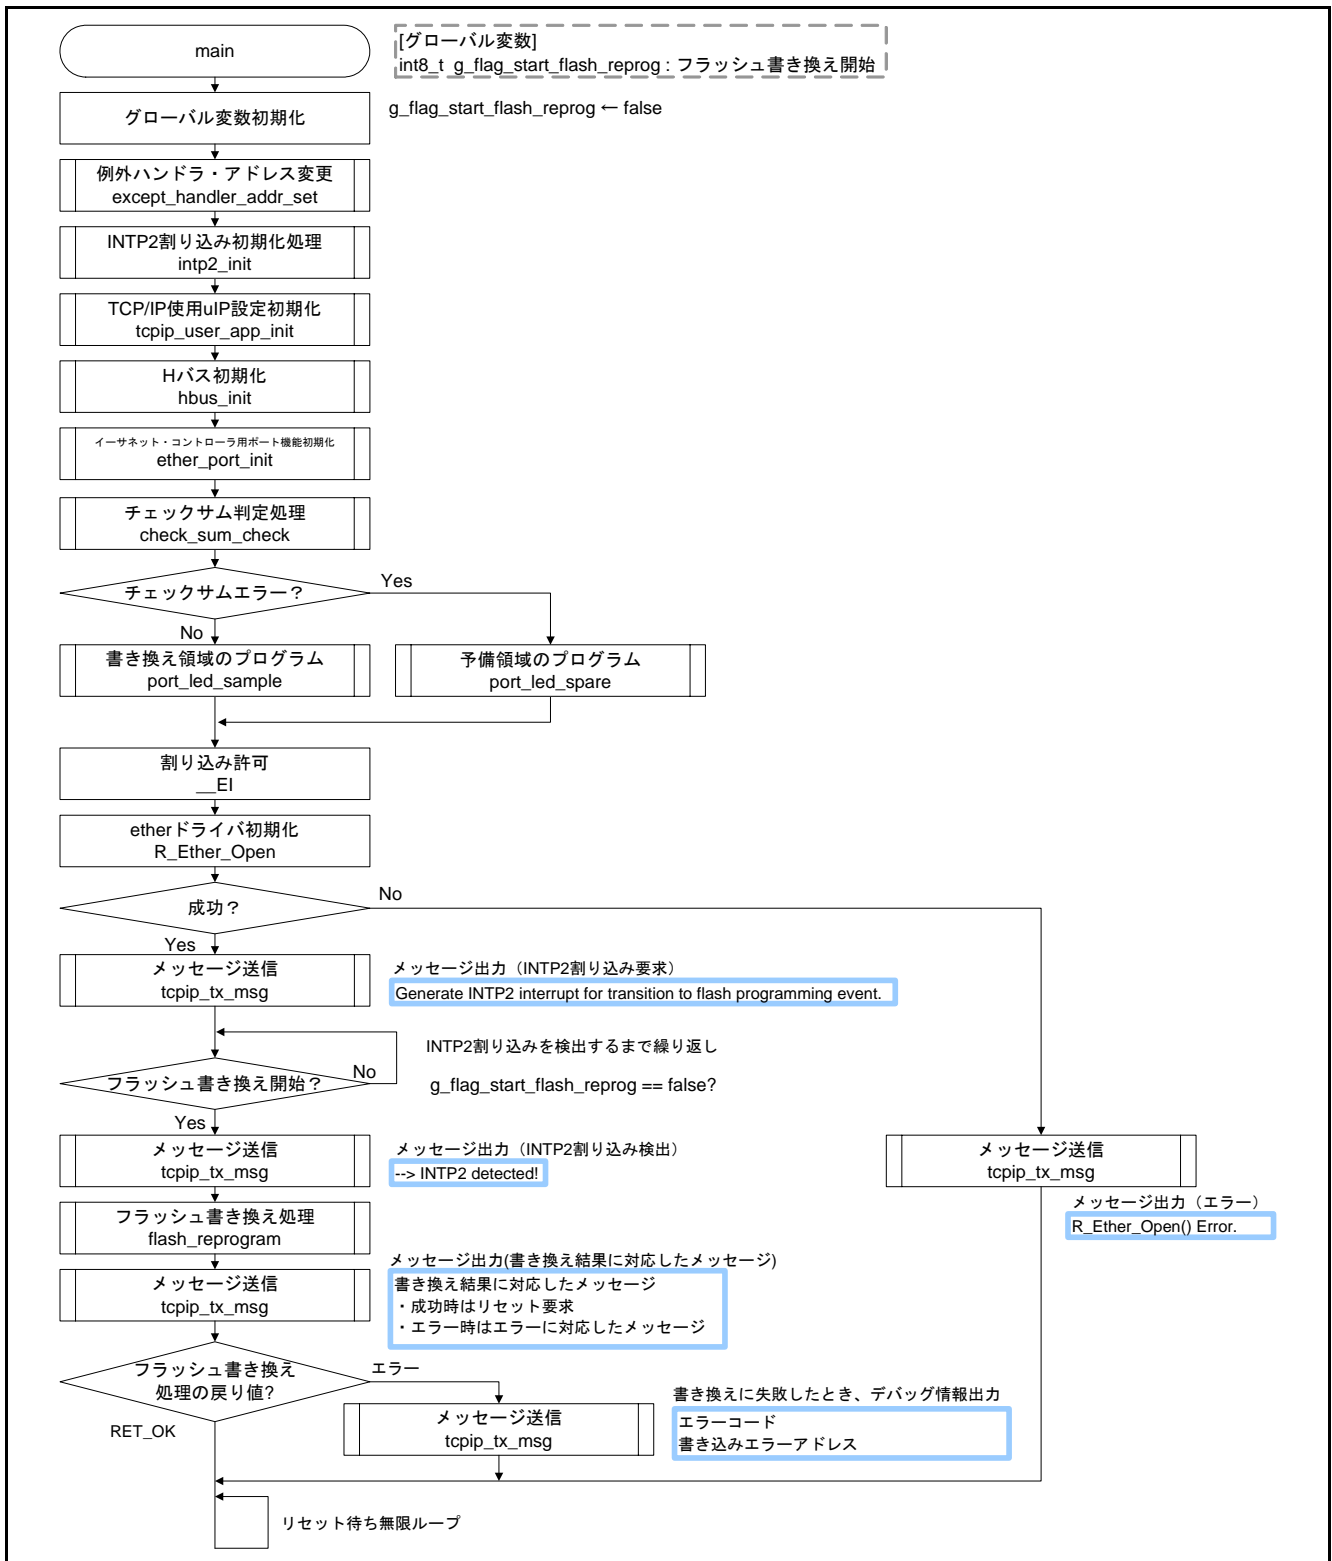 main
[グローバル変数]
int8_t g_flag_start_flash_reprog : フラッシュ書き換え開始
グローバル変数初期化
g_flag_start_flash_reprog ← false
例外ハンドラ・アドレス変更
except_handler_addr_set
INTP2割り込み初期化処理
intp2_init
TCP/IP使用uIP設定初期化
tcpip_user_app_init
Hバス初期化
hbus_init
イーサネット・コントローラ用ポート機能初期化
ether_port_init
チェックサム判定処理
check_sum_check
チェックサムエラー？
Yes
No
書き換え領域のプログラム
port_led_sample
予備領域のプログラム
port_led_spare
割り込み許可
__EI
etherドライバ初期化
R_Ether_Open
成功？
No
Yes
メッセージ送信
tcpip_tx_msg
メッセージ出力（INTP2割り込み要求）
Generate INTP2 interrupt for transition to flash programming event.
INTP2割り込みを検出するまで繰り返し
フラッシュ書き換え開始？
No
g_flag_start_flash_reprog == false?
Yes
メッセージ送信
tcpip_tx_msg
メッセージ出力（INTP2割り込み検出）
--> INTP2 detected!
メッセージ送信
tcpip_tx_msg
メッセージ出力（エラー）
R_Ether_Open() Error.
フラッシュ書き換え処理
flash_reprogram
メッセージ送信
tcpip_tx_msg
メッセージ出力(書き換え結果に対応したメッセージ)
書き換え結果に対応したメッセージ
・成功時はリセット要求
・エラー時はエラーに対応したメッセージ
フラッシュ書き換え
処理の戻り値?
エラー
RET_OK
メッセージ送信
tcpip_tx_msg
書き換えに失敗したとき、デバッグ情報出力
エラーコード
書き込みエラーアドレス
リセット待ち無限ループ